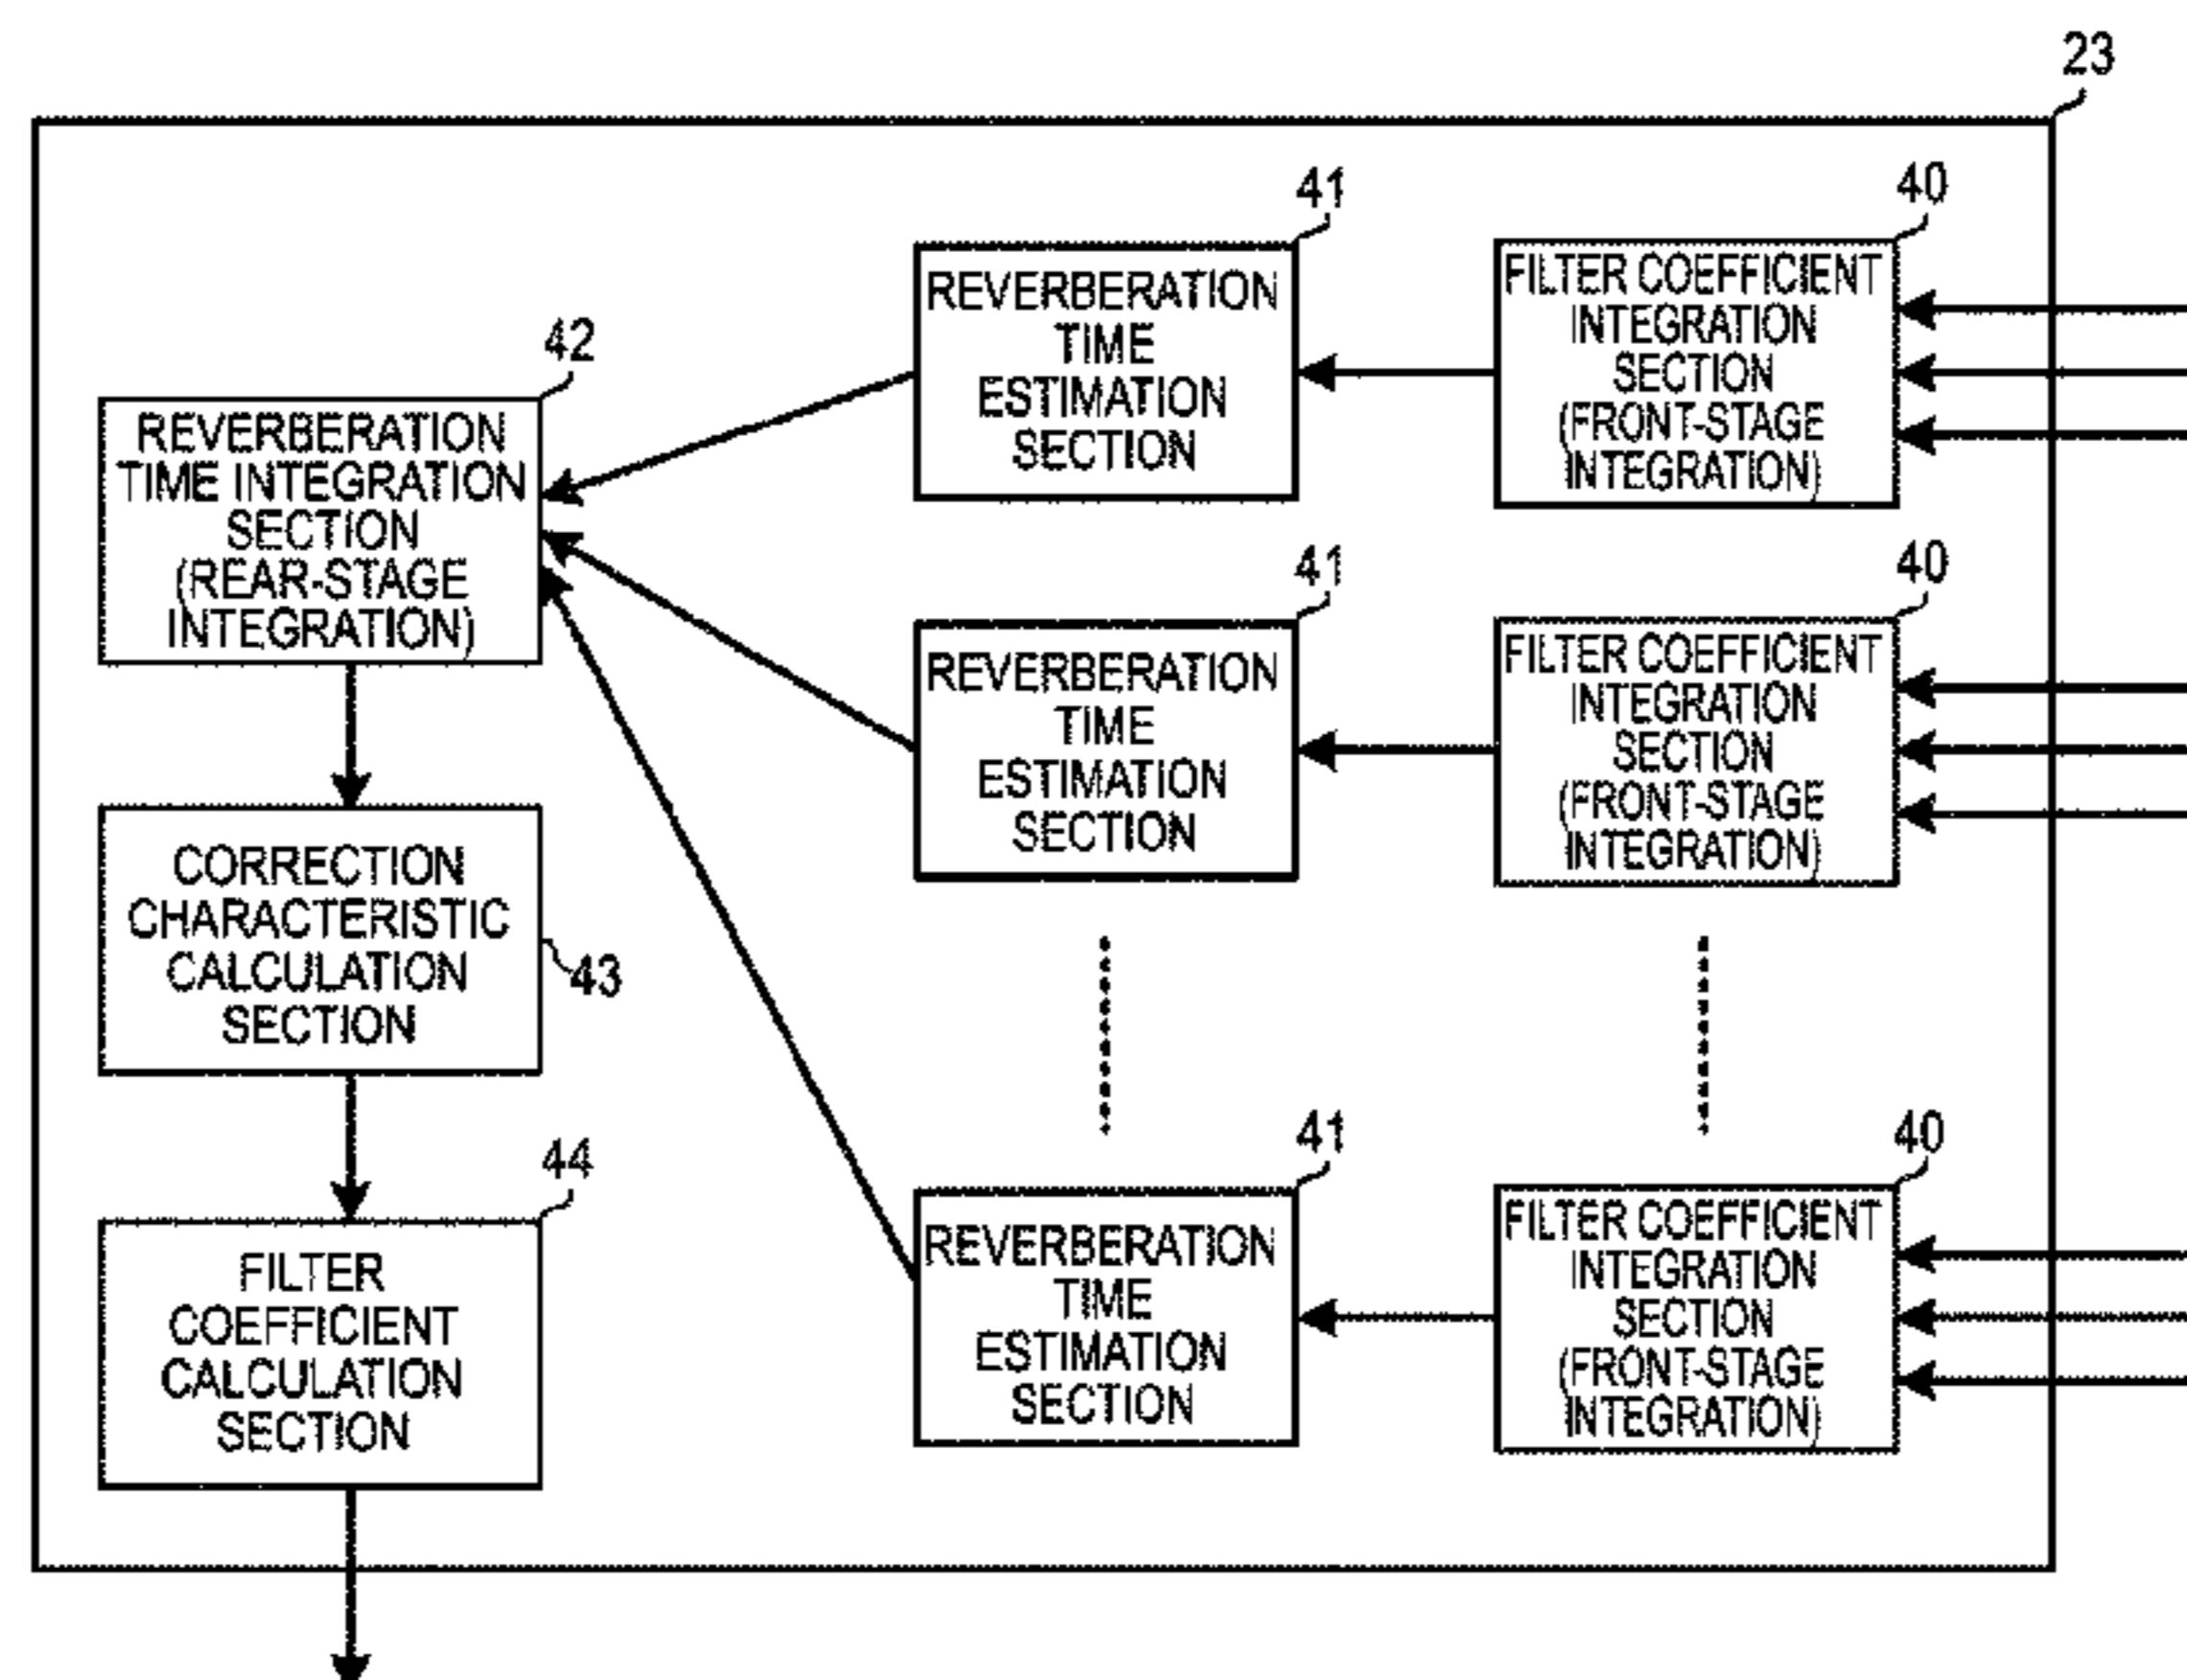 23
41
40
REVERBERATION
TIME
ESTIMATION
SECTION
FILTER COEFFICIENT
INTEGRATION
SECTION
(FRONT-STAGE
INTEGRATION)
42
REVERBERATION
TIME INTEGRATION
SECTION
(REAR-STAGE
INTEGRATION)
41
40
REVERBERATION
TIME
ESTIMATION
SECTION
FILTER COEFFICIENT
INTEGRATION
SECTION
(FRONT-STAGE
INTEGRATION)
CORRECTION
CHARACTERISTIC
CALCULATION
SECTION
43
44
41
40
FILTER
COEFFICIENT
CALCULATION
SECTION
REVERBERATION
TIME
ESTIMATION
SECTION
FILTER COEFFICIENT
INTEGRATION
SECTION
(FRONT-STAGE
INTEGRATION)